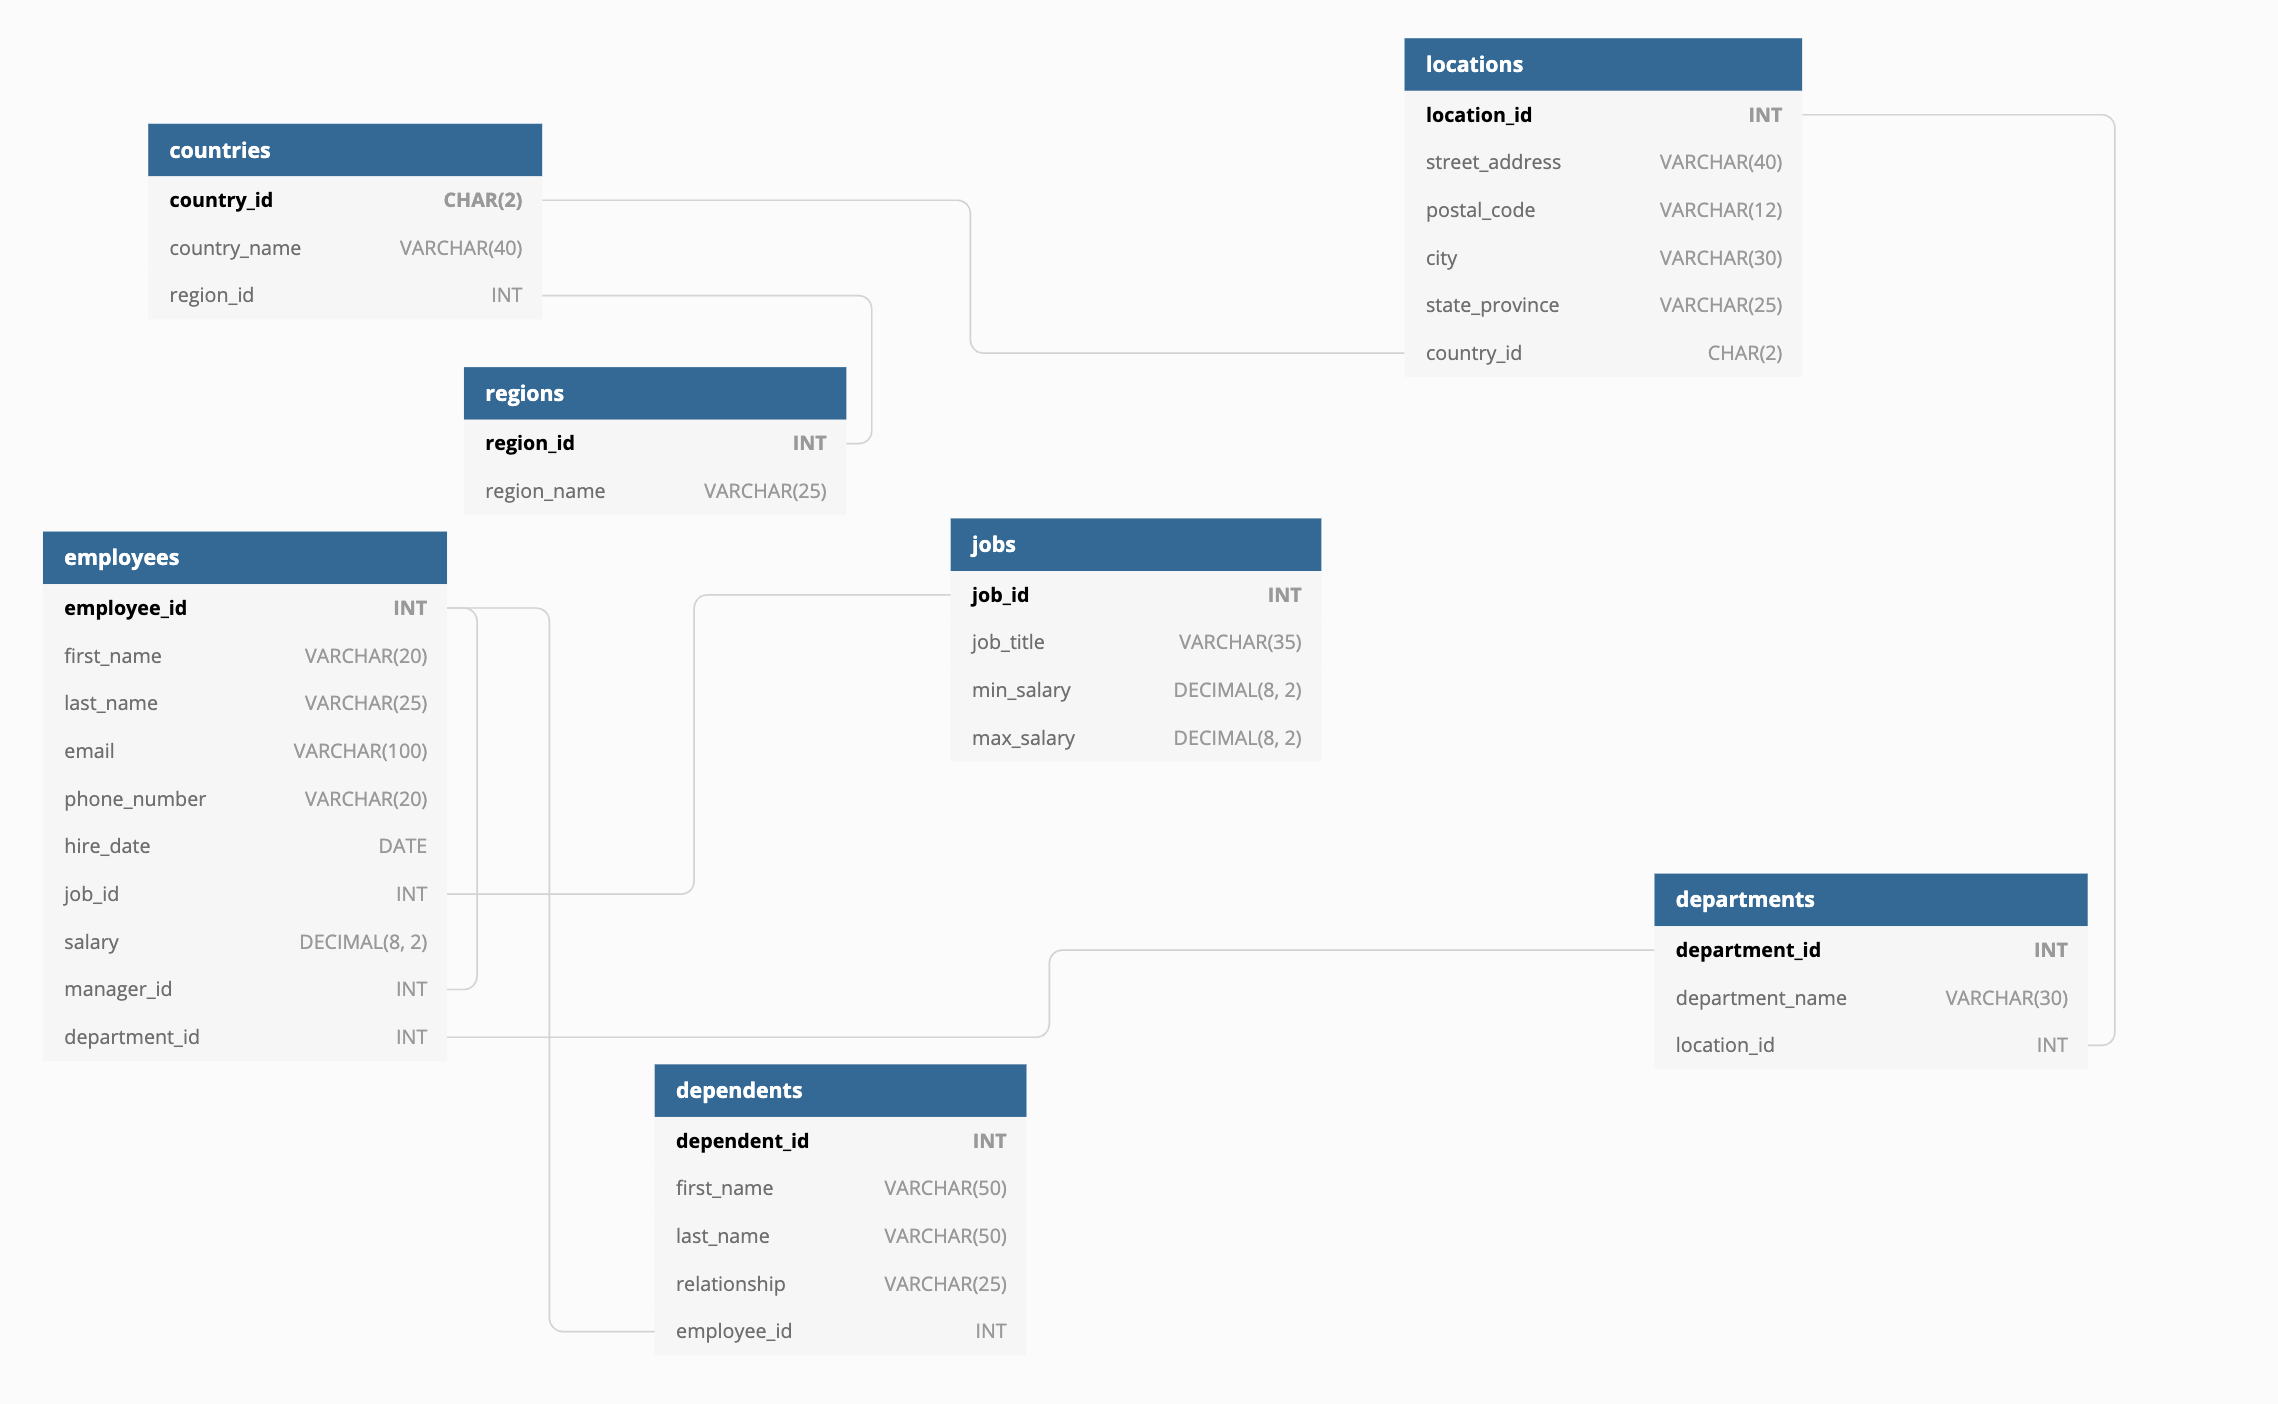 locations
location_id INT
street_address VARCHAR(40)
postal_code VARCHAR(12)
city VARCHAR(30)
state_province VARCHAR(25)
country_id CHAR(2)
countries
country_id CHAR(2)
country_name VARCHAR(40)
region_id INT
regions
region_id INT
region_name VARCHAR(25)
employees
employee_id INT
first_name VARCHAR(20)
last_name VARCHAR(25)
email VARCHAR(100)
phone_number VARCHAR(20)
hire_date DATE
job_id INT
salary DECIMAL(8, 2)
manager_id INT
department_id INT
jobs
job_id INT
job_title VARCHAR(35)
min_salary DECIMAL(8, 2)
max_salary DECIMAL(8, 2)
departments
department_id INT
department_name VARCHAR(30)
location_id INT
dependents
dependent_id INT
first_name VARCHAR(50)
last_name VARCHAR(50)
relationship VARCHAR(25)
employee_id INT